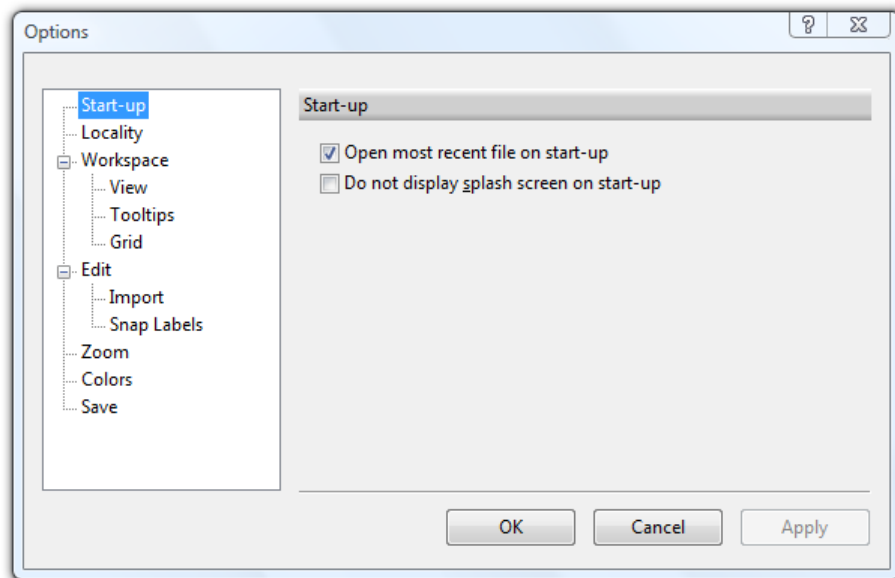 Options
Start-up
Locality
Workspace
View
Tooltips
Grid
Edit
Import
Snap Labels
Zoom
Colors
Save
Start-up
Open most recent file on start-up
Do not display splash screen on start-up
OK Cancel Apply